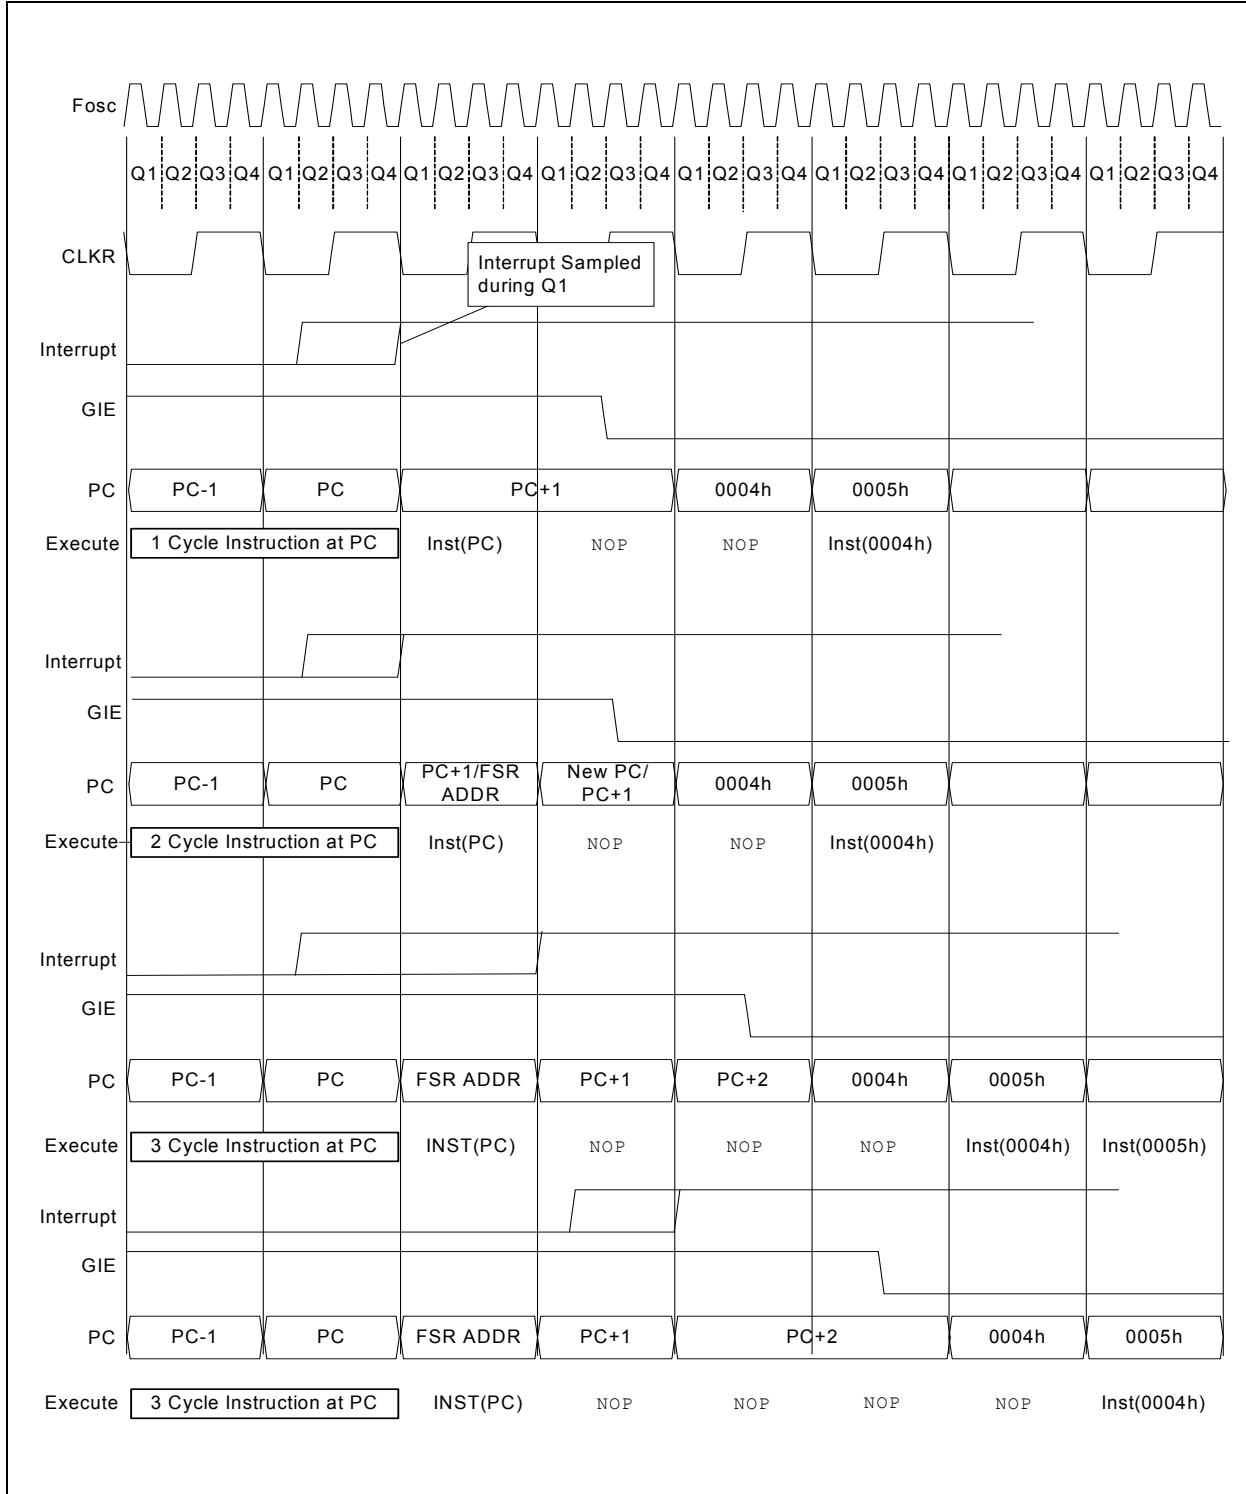 Fosc
Q1 Q2 Q3 Q4 Q1 Q2 Q3 Q4 Q1 Q2 Q3 Q4 Q1 Q2 Q3 Q4 Q1 Q2 Q3 Q4 Q1 Q2 Q3 Q4 Q1 Q2 Q3 Q4 Q1 Q2 Q3 Q4
CLKR
Interrupt Sampled
during Q1
Interrupt
GIE
PC PC-1 PC PC+1 0004h 0005h
Execute 1 Cycle Instruction at PC Inst(PC) NOP NOP Inst(0004h)
Interrupt
GIE
PC PC-1 PC PC+1/FSR ADDR New PC/ PC+1 0004h 0005h
Execute 2 Cycle Instruction at PC Inst(PC) NOP NOP Inst(0004h)
Interrupt
GIE
PC PC-1 PC FSR ADDR PC+1 PC+2 0004h 0005h
Execute 3 Cycle Instruction at PC INST(PC) NOP NOP NOP Inst(0004h) Inst(0005h)
Interrupt
GIE
PC PC-1 PC FSR ADDR PC+1 PC+2 0004h 0005h
Execute 3 Cycle Instruction at PC INST(PC) NOP NOP NOP NOP Inst(0004h)